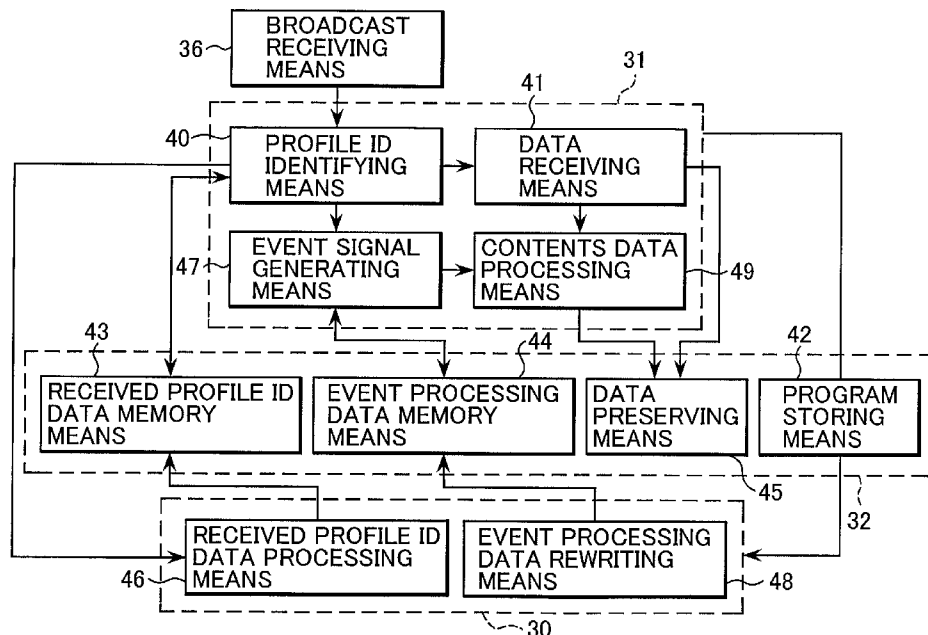 BROADCAST
RECEIVING
MEANS
36
31
41
40
PROFILE ID
IDENTIFYING
MEANS
DATA
RECEIVING
MEANS
47
EVENT SIGNAL
GENERATING
MEANS
CONTENTS DATA
PROCESSING
MEANS
49
43
44
42
RECEIVED PROFILE ID
DATA MEMORY
MEANS
EVENT PROCESSING
DATA MEMORY
MEANS
DATA
PRESERVING
MEANS
PROGRAM
STORING
MEANS
45
32
RECEIVED PROFILE ID
DATA PROCESSING
MEANS
46
EVENT PROCESSING
DATA REWRITING
MEANS
48
30